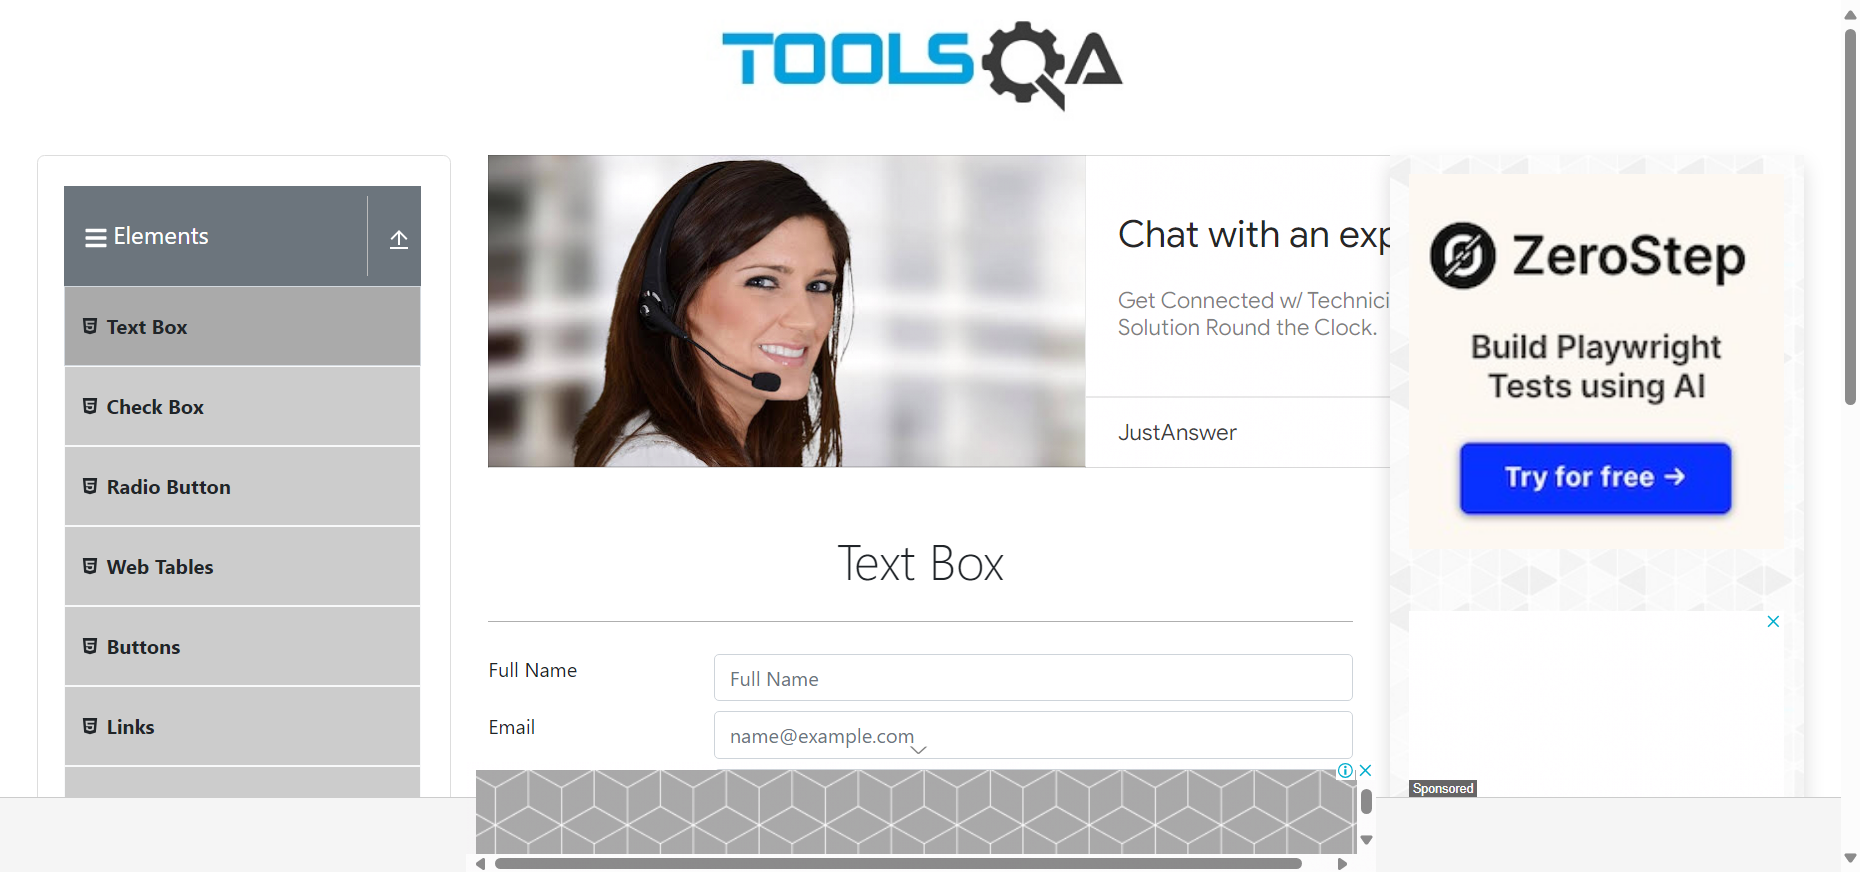 TOOLSQA
Elements
Text Box
Check Box
Radio Button
Web Tables
Buttons
Links
Chat with an exp
Get Connected w/ Technici
Solution Round the Clock.
JustAnswer
Text Box
Full Name
Full Name
Email
name@example.com
ZeroStep
Build Playwright
Tests using AI
Try for free →
Sponsored